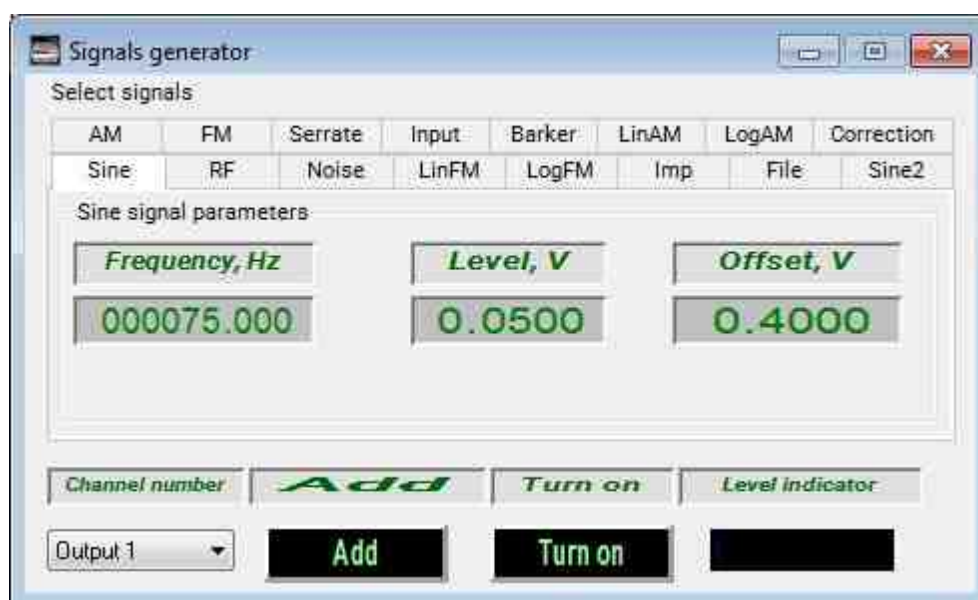 Signals generator
Select signals
AM FM Serrate Input Barker LinAM LogAM Correction
Sine RF Noise LinFM LogFM Imp File Sine2
Sine signal parameters
Frequency, Hz Level, V Offset, V
000075.000 0.0500 0.4000
Channel number Add Turn on Level indicator
Output 1 Add Turn on